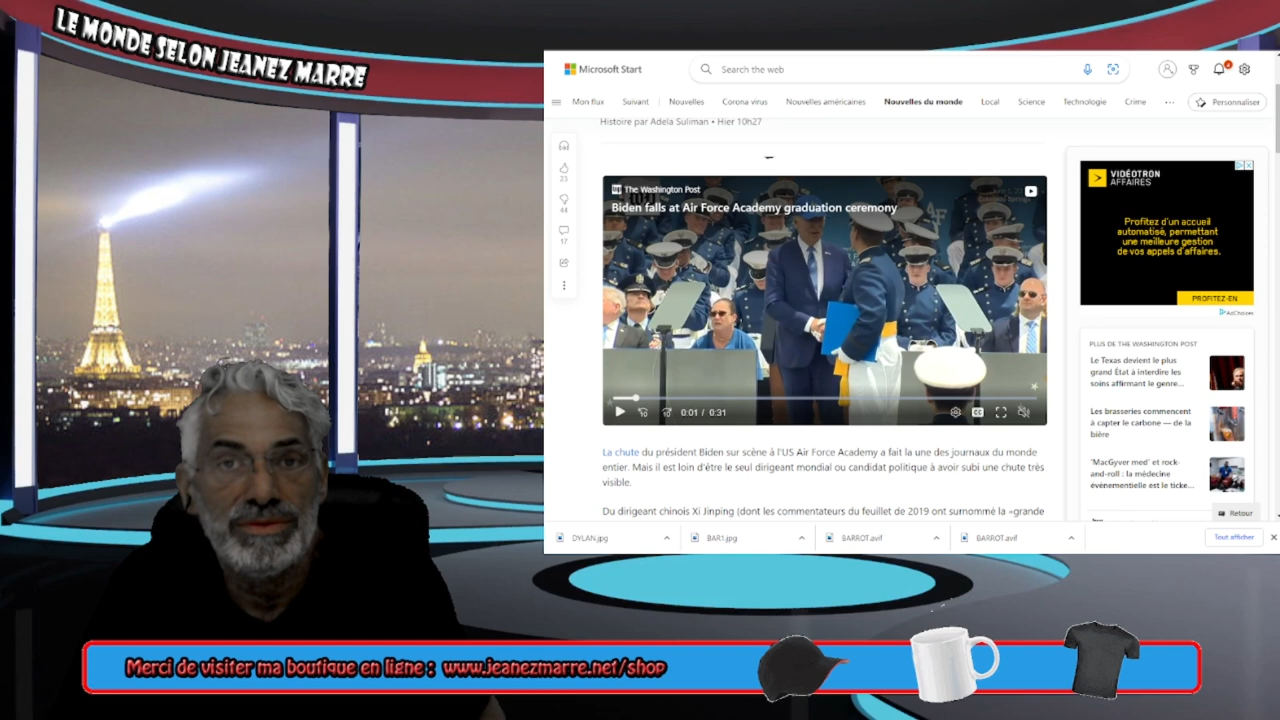 LE MONDE SELON JEANEZ MARRE
Microsoft Start
Search the web
Mon flux Suivant Nouvelles Corona virus Nouvelles américaines Nouvelles du monde Local Science Technologie Crime ... Personnaliser
Histoire par Adela Suliman • Hier 10h27
23
44
17
The Washington Post
Biden falls at Air Force Academy graduation ceremony
0:01 / 0:31
La chute du président Biden sur scène à l'US Air Force Academy a fait la une des journaux du monde
entier. Mais il est loin d'être le seul dirigeant mondial ou candidat politique à avoir subi une chute très
visible.
Du dirigeant chinois Xi Jinping (dont les commentateurs du feuillet de 2019 ont surnommé la «grande
VIDÉOTRON
AFFAIRES
Profitez d'un accueil
automatisé, permettant
une meilleure gestion
de vos appels d'affaires.
PROFITEZ-EN
AdChoices
PLUS DE THE WASHINGTON POST
Le Texas devient le plus
grand État à interdire les
soins affirmant le genre...
Les brasseries commencent
à capter le carbone — de la
bière
'MacGyver med' et rock-
and-roll : la médecine
événementielle est le ticke...
Retour
DYLAN.jpg
BAR1.jpg
BARROT.avif
BARROT.avif
Tout afficher
Merci de visiter ma boutique en ligne : www.jeanezmarre.net/shop